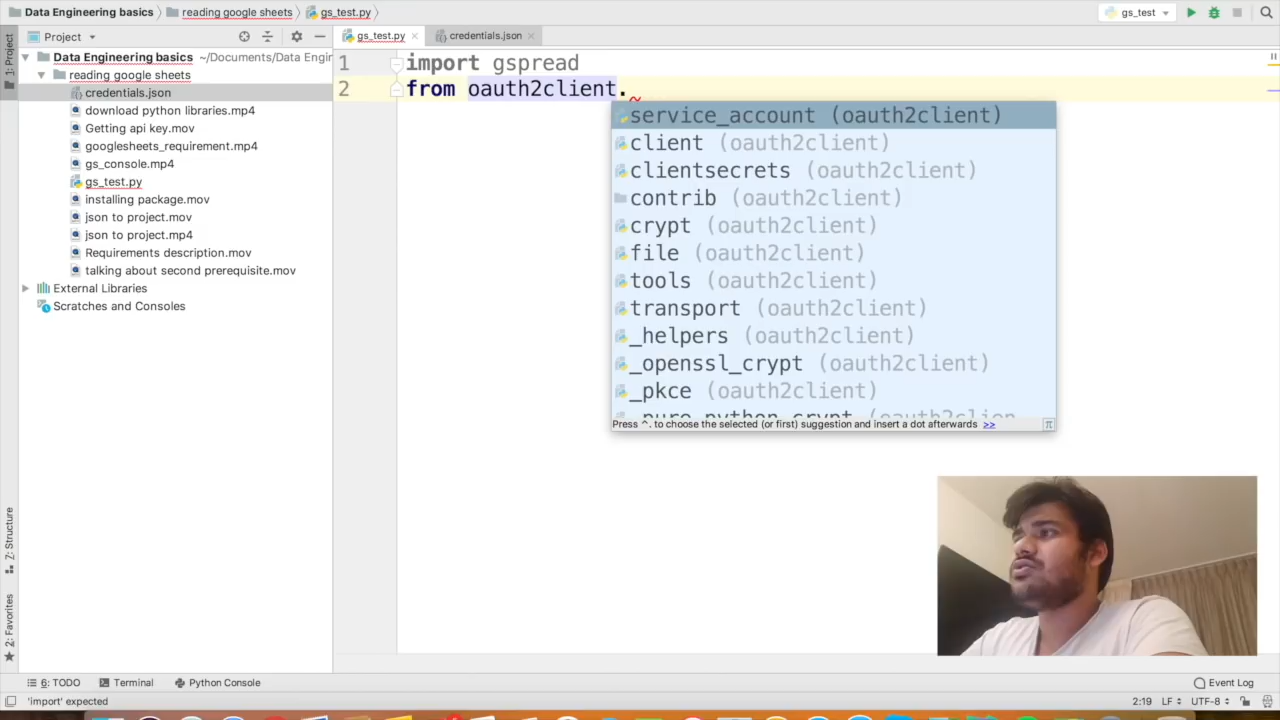 Data Engineering basics reading google sheets gs_test.py gs_test
1: Project
Project
gs_test.py credentials.json
Data Engineering basics ~/Documents/Data Engir
reading google sheets
credentials.json
download python libraries.mp4
Getting api key.mov
googlesheets_requirement.mp4
gs_console.mp4
gs_test.py
installing package.mov
json to project.mov
json to project.mp4
Requirements description.mov
talking about second prerequisite.mov
External Libraries
Scratches and Consoles
1 import gspread
2 from oauth2client.
service_account (oauth2client)
client (oauth2client)
clientsecrets (oauth2client)
contrib (oauth2client)
crypt (oauth2client)
file (oauth2client)
tools (oauth2client)
transport (oauth2client)
_helpers (oauth2client)
_openssl_crypt (oauth2client)
_pkce (oauth2client)
_pure_python_crypt (oauth2clien
Press ^. to choose the selected (or first) suggestion and insert a dot afterwards >> π
7: Structure
2: Favorites
6: TODO Terminal Python Console Event Log
'import' expected 2:19 LF UTF-8